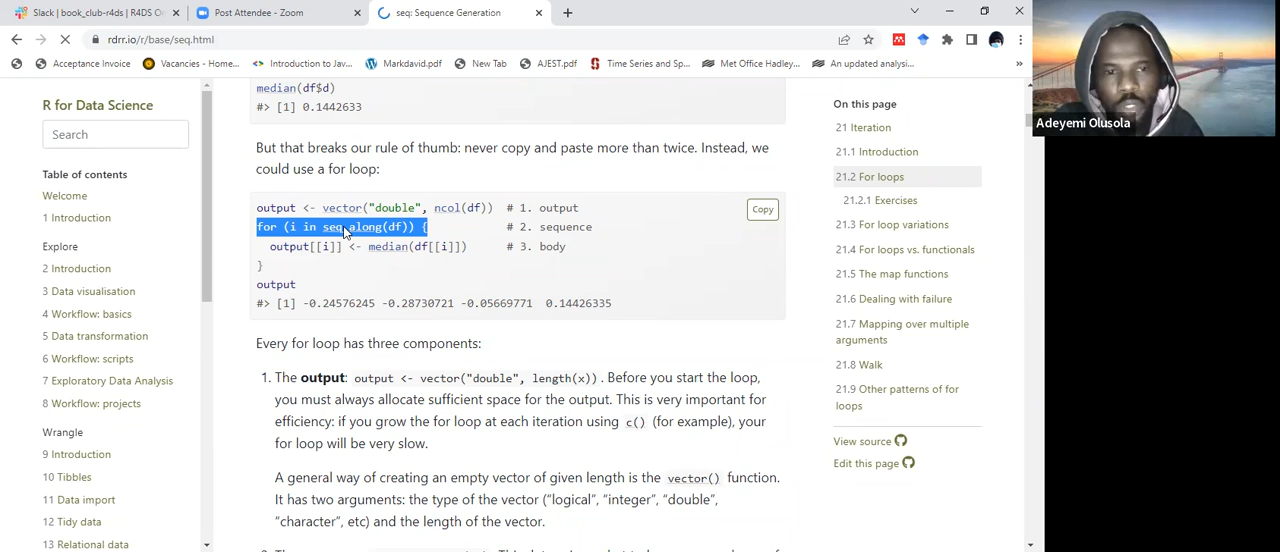 Slack | book_club-r4ds | R4DS O
Post Attendee - Zoom
seq: Sequence Generation
rdrr.io/r/base/seq.html
Acceptance Invoice
Vacancies - Home...
Introduction to Jav...
Markdavid.pdf
New Tab
AJEST.pdf
Time Series and Sp...
Met Office Hadley...
An updated analysi...
»
Adeyemi Olusola
R for Data Science
Search
Table of contents
Welcome
1 Introduction
Explore
2 Introduction
3 Data visualisation
4 Workflow: basics
5 Data transformation
6 Workflow: scripts
7 Exploratory Data Analysis
8 Workflow: projects
Wrangle
9 Introduction
10 Tibbles
11 Data import
12 Tidy data
13 Relational data
median(df$d)
#> [1] 0.1442633
But that breaks our rule of thumb: never copy and paste more than twice. Instead, we
could use a for loop:
Copy
output <- vector("double", ncol(df)) # 1. output
for (i in seq_along(df)) { # 2. sequence
output[[i]] <- median(df[[i]]) # 3. body
}
output
#> [1] -0.24576245 -0.28730721 -0.05669771 0.14426335
Every for loop has three components:
1. The output: output <- vector("double", length(x)) . Before you start the loop,
you must always allocate sufficient space for the output. This is very important for
efficiency: if you grow the for loop at each iteration using c() (for example), your
for loop will be very slow.
A general way of creating an empty vector of given length is the vector() function.
It has two arguments: the type of the vector (“logical”, “integer”, “double”,
“character”, etc) and the length of the vector.
On this page
21 Iteration
21.1 Introduction
21.2 For loops
21.2.1 Exercises
21.3 For loop variations
21.4 For loops vs. functionals
21.5 The map functions
21.6 Dealing with failure
21.7 Mapping over multiple
arguments
21.8 Walk
21.9 Other patterns of for
loops
View source
Edit this page